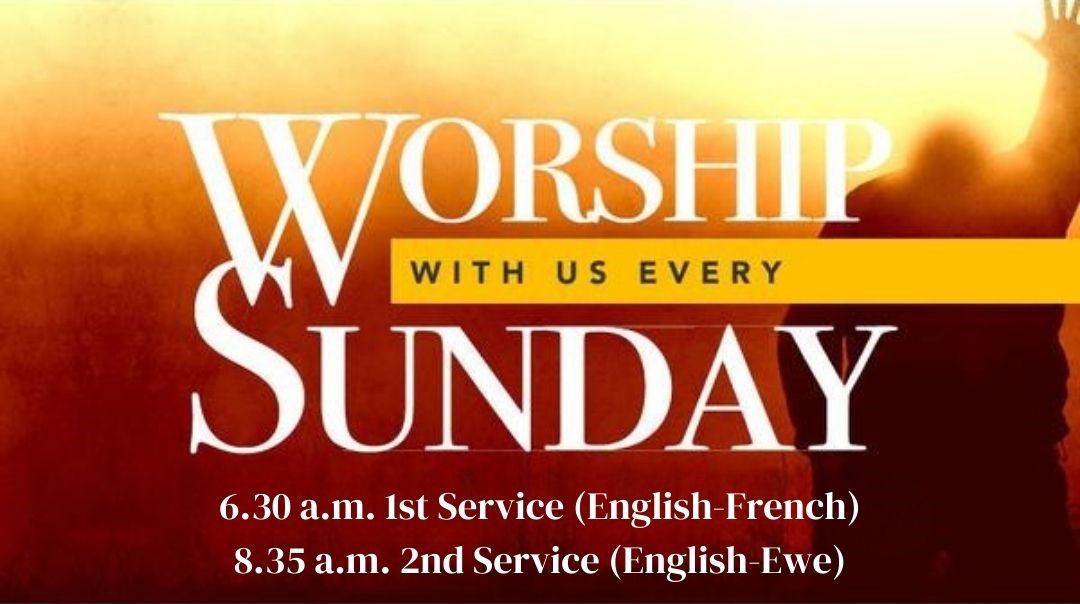 WORSHIP
WITH US EVERY
SUNDAY
6.30 a.m. 1st Service (English-French)
8.35 a.m. 2nd Service (English-Ewe)